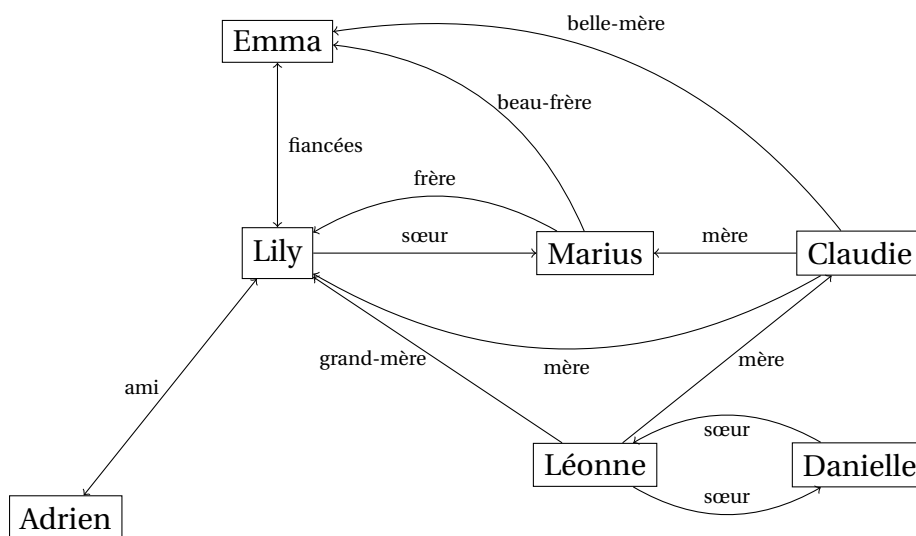 belle-mère
Emma
beau-frère
fiancées
frère
Lily
sœur
Marius
mère
Claudie
grand-mère
mère
mère
ami
sœur
Léonne
Danielle
sœur
Adrien